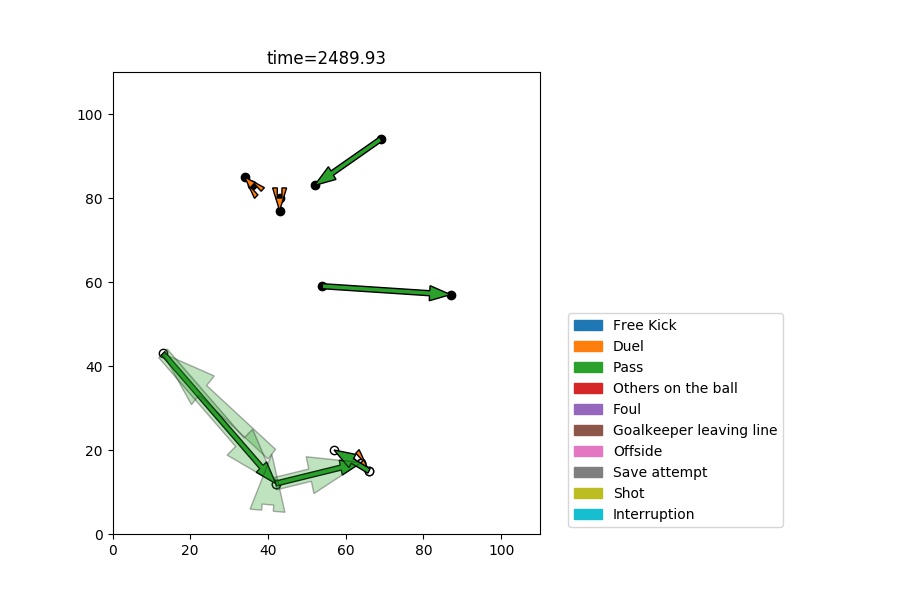 time=2489.93
100
80
60
40
20
0
0 20 40 60 80 100
Free Kick
Duel
Pass
Others on the ball
Foul
Goalkeeper leaving line
Offside
Save attempt
Shot
Interruption